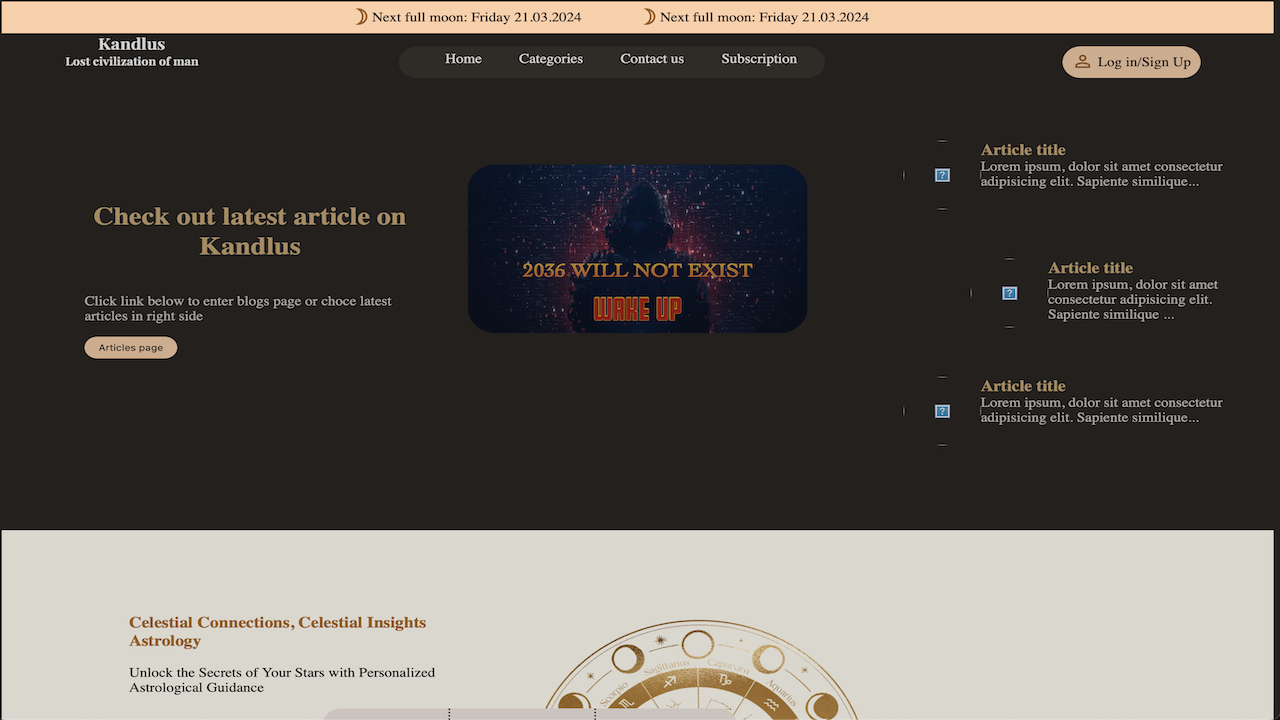 Next full moon: Friday 21.03.2024
Next full moon: Friday 21.03.2024
Kandlus
Lost civilization of man
Home
Categories
Contact us
Subscription
Log in/Sign Up
Check out latest article on
Kandlus
Click link below to enter blogs page or choce latest
articles in right side
Articles page
2036 WILL NOT EXIST
WAKE UP
Article title
Lorem ipsum, dolor sit amet consectetur
adipisicing elit. Sapiente similique...
Article title
Lorem ipsum, dolor sit amet
consectetur adipisicing elit.
Sapiente similique ...
Article title
Lorem ipsum, dolor sit amet consectetur
adipisicing elit. Sapiente similique...
Celestial Connections, Celestial Insights
Astrology
Unlock the Secrets of Your Stars with Personalized
Astrological Guidance
Scorpio
Sagittarius
Capricorn
Aquarius